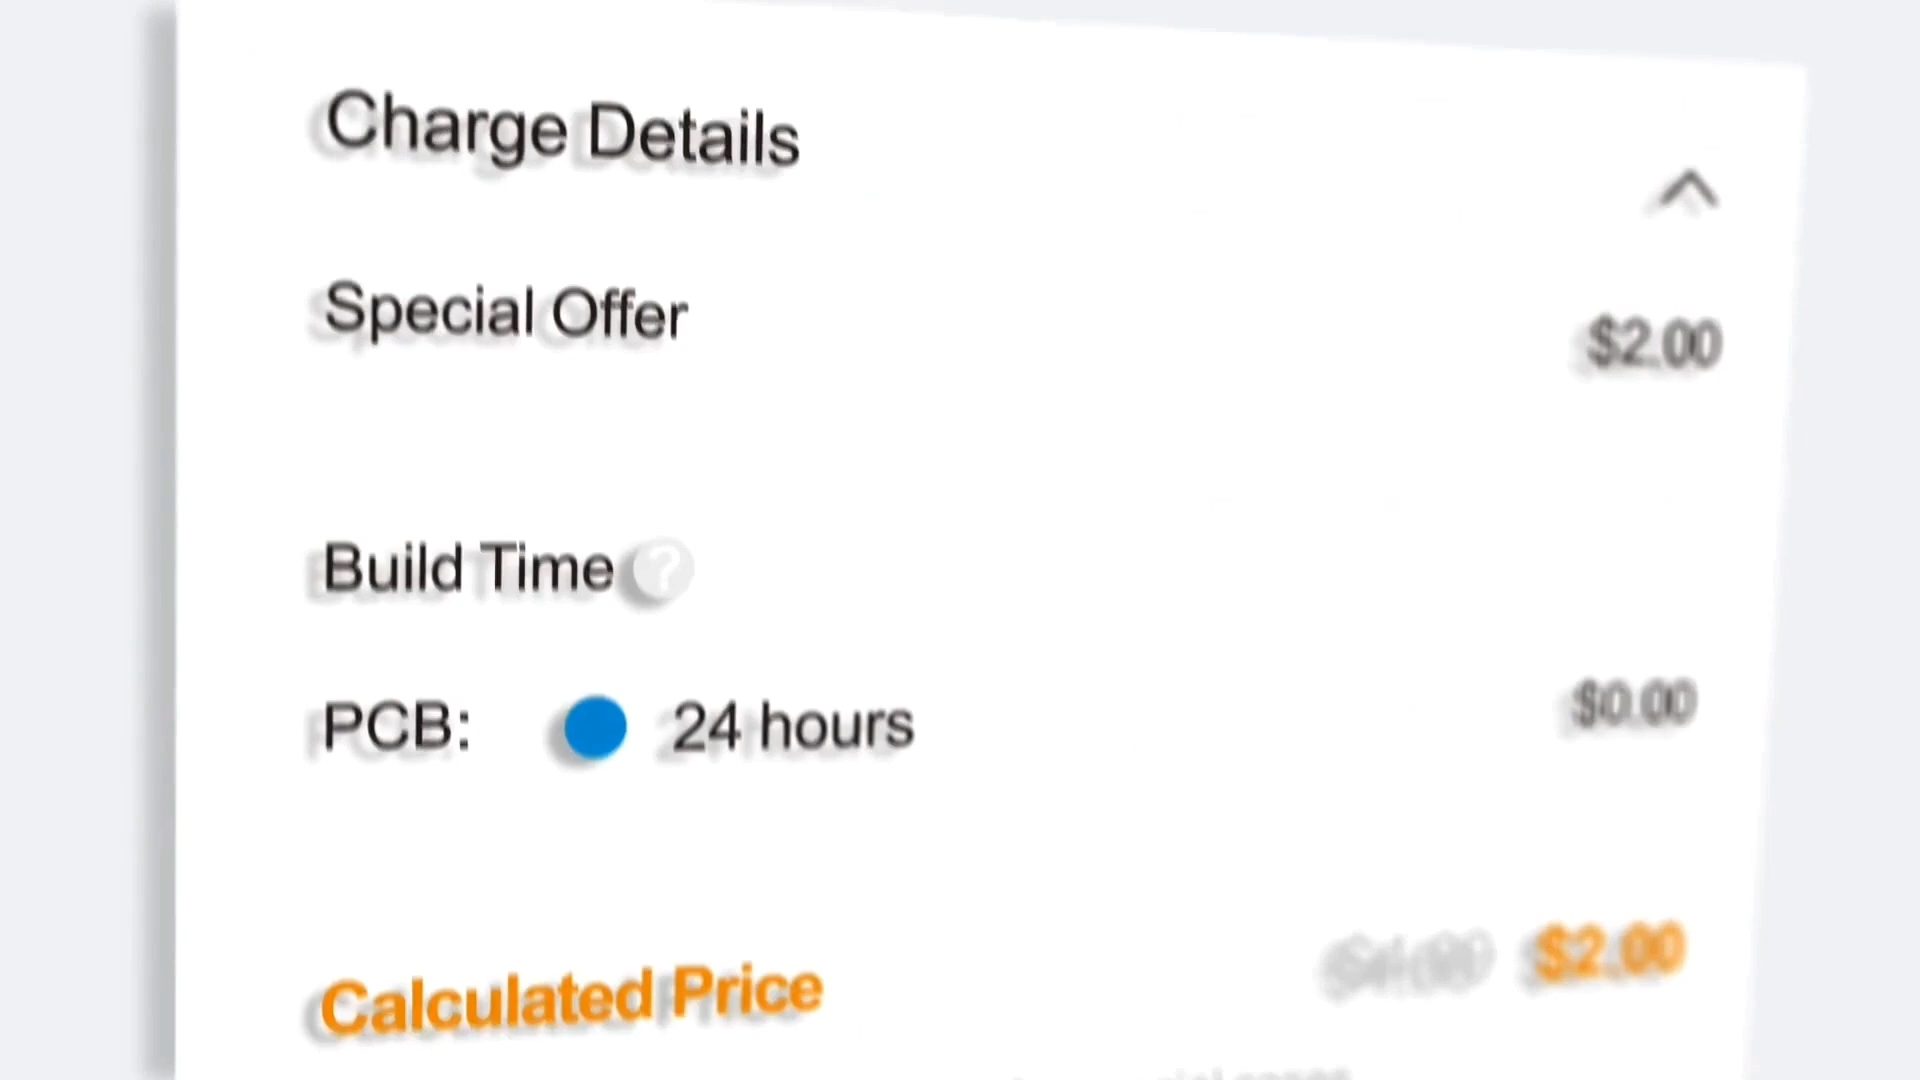 Charge Details
Special Offer $2.00
Build Time ?
PCB: 24 hours $0.00
Calculated Price $2.00